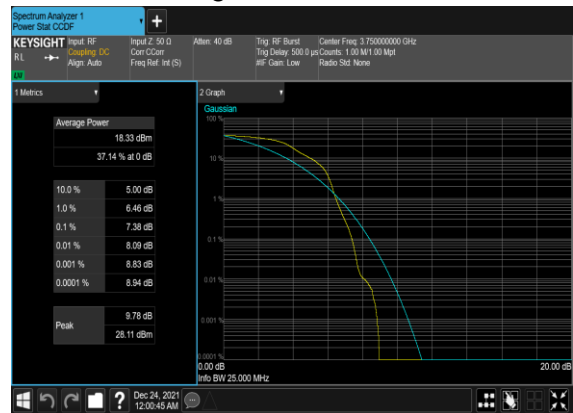 Spectrum Analyzer 1
Power Stat CCDF
+
KEYSIGHT
RL
LXI
Input: RF
Coupling: DC
Align: Auto
Input Z: 50 Ω
Corr CCorr
Freq Ref: Int (S)
Atten: 40 dB
Trig: RF Burst
Trig Delay: 500.0 µs
#IF Gain: Low
Center Freq: 3.750000000 GHz
Counts: 1.00 M/1.00 Mpt
Radio Std: None
1 Metrics
Average Power
18.33 dBm
37.14 % at 0 dB
10.0 % 5.00 dB
1.0 % 6.46 dB
0.1 % 7.38 dB
0.01 % 8.09 dB
0.001 % 8.83 dB
0.0001 % 8.94 dB
Peak
9.78 dB
28.11 dBm
2 Graph
Gaussian
100 %
10 %
1 %
0.1 %
0.01 %
0.001 %
0.0001 %
0.00 dB
20.00 dB
Info BW 25.000 MHz
?
Dec 24, 2021
12:00:45 AM